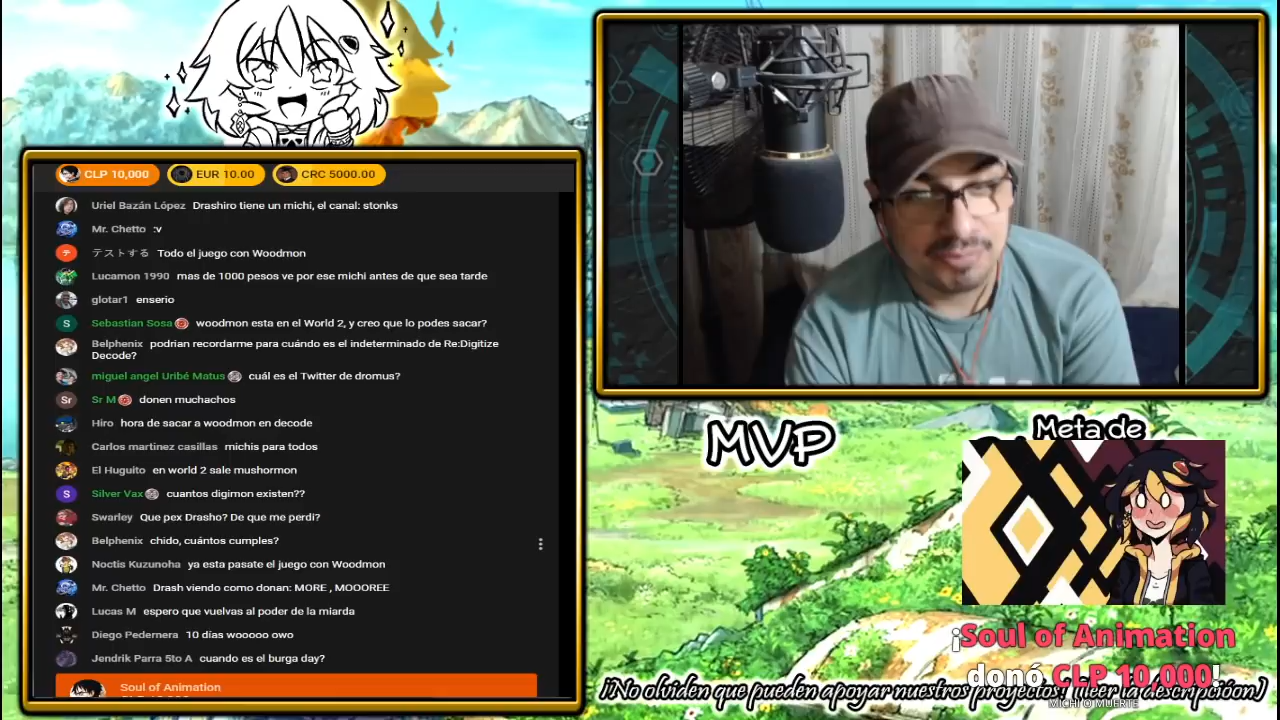 CLP 10,000 EUR 10.00 CRC 5000.00
Uriel Bazán López Drashiro tiene un michi, el canal: stonks
Mr. Chetto :v
テ テストする Todo el juego con Woodmon
Lucamon 1990 mas de 1000 pesos ve por ese michi antes de que sea tarde
glotar1 enserio
S Sebastian Sosa woodmon esta en el World 2, y creo que lo podes sacar?
Belphenix podrían recordarme para cuándo es el indeterminado de Re:Digitize
Decode?
miguel angel Uribé Matus cuál es el Twitter de dromus?
Sr Sr M donen muchachos
Hiro hora de sacar a woodmon en decode
Carlos martinez casillas michis para todos
El Huguito en world 2 sale mushormon
S Silver Vax cuantos digimon existen??
Swarley Que pex Drasho? De que me perdi?
Belphenix chido, cuántos cumples?
Noctis Kuzunoha ya esta pasate el juego con Woodmon
Mr. Chetto Drash viendo como donan: MORE , MOOOREE
Lucas M espero que vuelvas al poder de la miarda
Diego Pedernera 10 días wooooo owo
Jendrik Parra 5to A cuando es el burga day?
Soul of Animation
MVP
Meta de
¡Soul of Animation
donó CLP 10,000!
¡No olviden que pueden apoyar nuestros proyectos! (leer la descripcióon)
MICHI O MUERTE